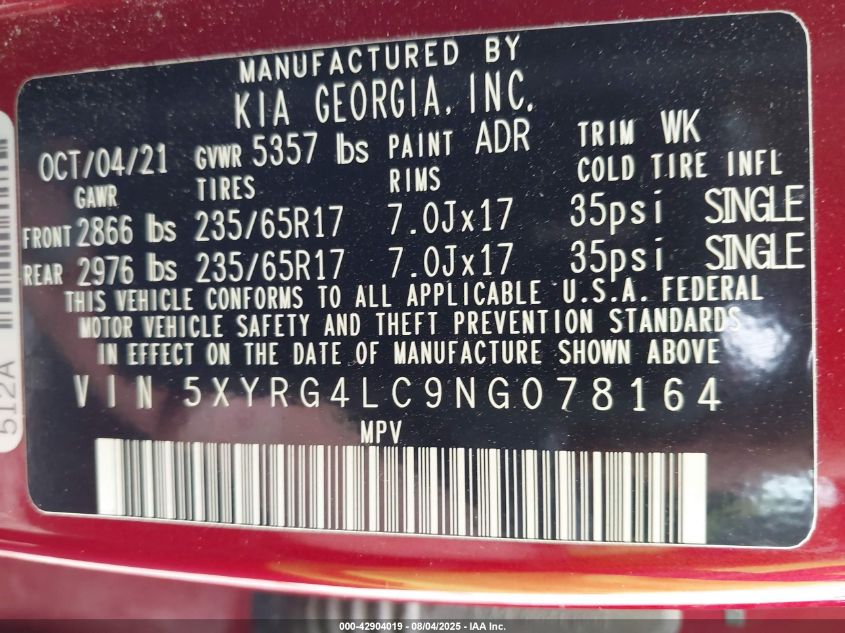 MANUFACTURED BY
KIA GEORGIA, INC.
OCT/04/21 GVWR 5357 lbs PAINT ADR TRIM WK
GAWR TIRES RIMS COLD TIRE INFL
FRONT 2866 lbs 235/65R17 7.0Jx17 35psi SINGLE
REAR 2976 lbs 235/65R17 7.0Jx17 35psi SINGLE
THIS VEHICLE CONFORMS TO ALL APPLICABLE U.S.A. FEDERAL
MOTOR VEHICLE SAFETY AND THEFT PREVENTION STANDARDS
IN EFFECT ON THE DATE OF MANUFACTURE SHOWN ABOVE
VIN 5XYRG4LC9NG078164
MPV
512A
000-42904019 - 08/04/2025 - IAA Inc.